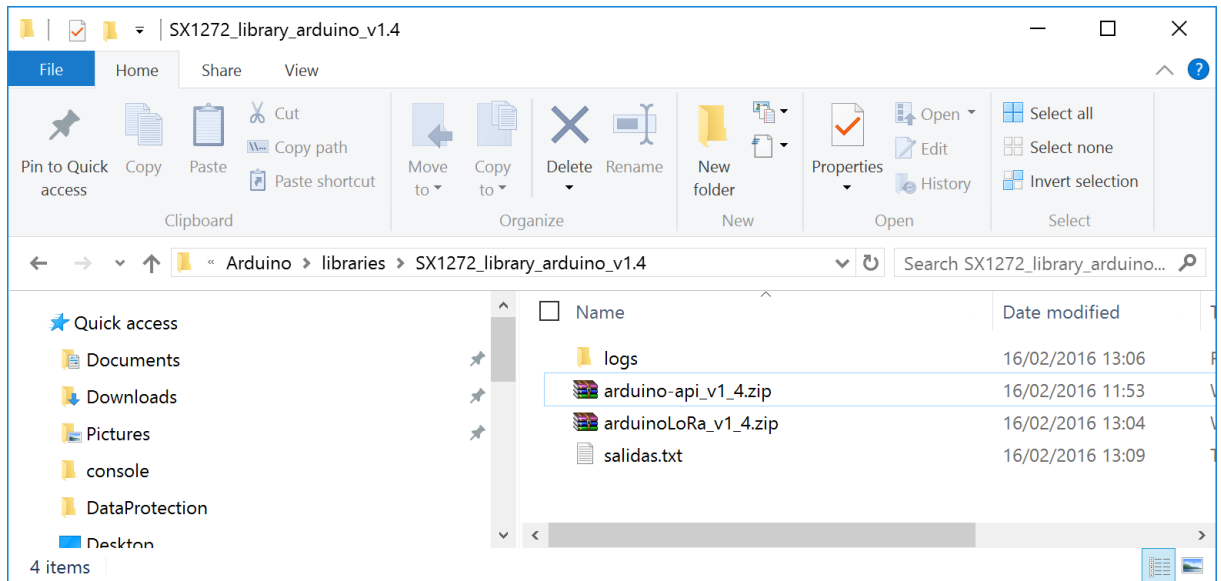 SX1272_library_arduino_v1.4
File Home Share View
Pin to Quick access
Copy
Paste
Cut
Copy path
Paste shortcut
Clipboard
Move to
Copy to
Delete
Rename
Organize
New folder
New
Properties
Open
Edit
History
Open
Select all
Select none
Invert selection
Select
« Arduino > libraries > SX1272_library_arduino_v1.4
Search SX1272_library_arduino...
Quick access
Documents
Downloads
Pictures
console
DataProtection
Desktop
Name Date modified
logs 16/02/2016 13:06
arduino-api_v1_4.zip 16/02/2016 11:53
arduinoLoRa_v1_4.zip 16/02/2016 13:04
salidas.txt 16/02/2016 13:09
4 items